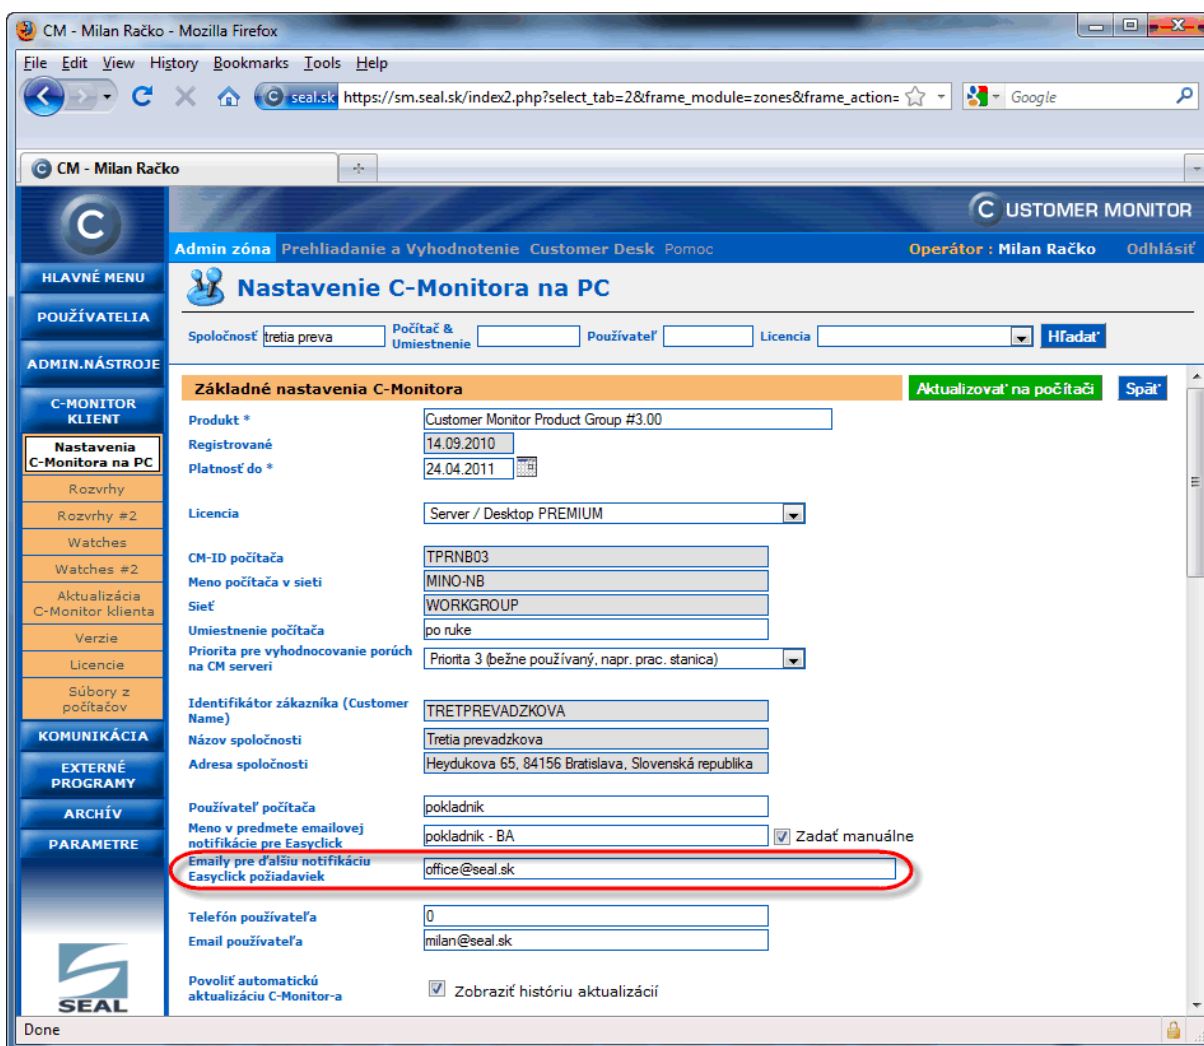 CM - Milan Račko - Mozilla Firefox
File Edit View History Bookmarks Tools Help
seal.sk https://sm.seal.sk/index2.php?select_tab=2&frame_module=zones&frame_action= Google
CM - Milan Račko
C
C USTOMER MONITOR
Admin zóna Prehliadanie a Vyhodnotenie Customer Desk Pomoc Operátor : Milan Račko Odhlásiť
HLAVNÉ MENU
POUŽÍVATELIA
ADMIN.NÁSTROJE
C-MONITOR
KLIENT
Nastavenia
C-Monitora na PC
Rozvrhy
Rozvrhy #2
Watches
Watches #2
Aktualizácia
C-Monitor klienta
Verzie
Licencie
Súbory z
počítačov
KOMUNIKÁCIA
EXTERNÉ
PROGRAMY
ARCHÍV
PARAMETRE
SEAL
Nastavenie C-Monitora na PC
Spoločnosť tretia preva Počítač &
Umiestnenie Používateľ Licencia Hľadať
Základné nastavenia C-Monitora Aktualizovať na počítači Späť
Produkt * Customer Monitor Product Group #3.00
Registrované 14.09.2010
Platnosť do * 24.04.2011
Licencia Server / Desktop PREMIUM
CM-ID počítača TPRNB03
Meno počítača v sieti MINO-NB
Sieť WORKGROUP
Umiestnenie počítača po ruke
Priorita pre vyhodnocovanie porúch
na CM serveri Priorita 3 (bežne používaný, napr. prac. stanica)
Identifikátor zákazníka (Customer
Name) TRETPREVADZKOVA
Názov spoločnosti Tretia prevadzkova
Adresa spoločnosti Heydukova 65, 84156 Bratislava, Slovenská republika
Používateľ počítača pokladnik
Meno v predmete emailovej
notifikácie pre Easyclick pokladnik - BA Zadať manuálne
Emaily pre ďalšiu notifikáciu
Easyclick požiadaviek office@seal.sk
Telefón používateľa 0
Email používateľa milan@seal.sk
Povoliť automatickú
aktualizáciu C-Monitor-a Zobraziť históriu aktualizácií
Done